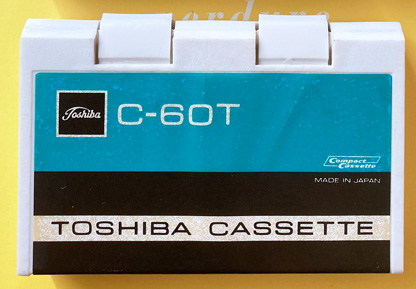 Toshiba
C-60T
Compact
Cassette
MADE IN JAPAN
TOSHIBA CASSETTE